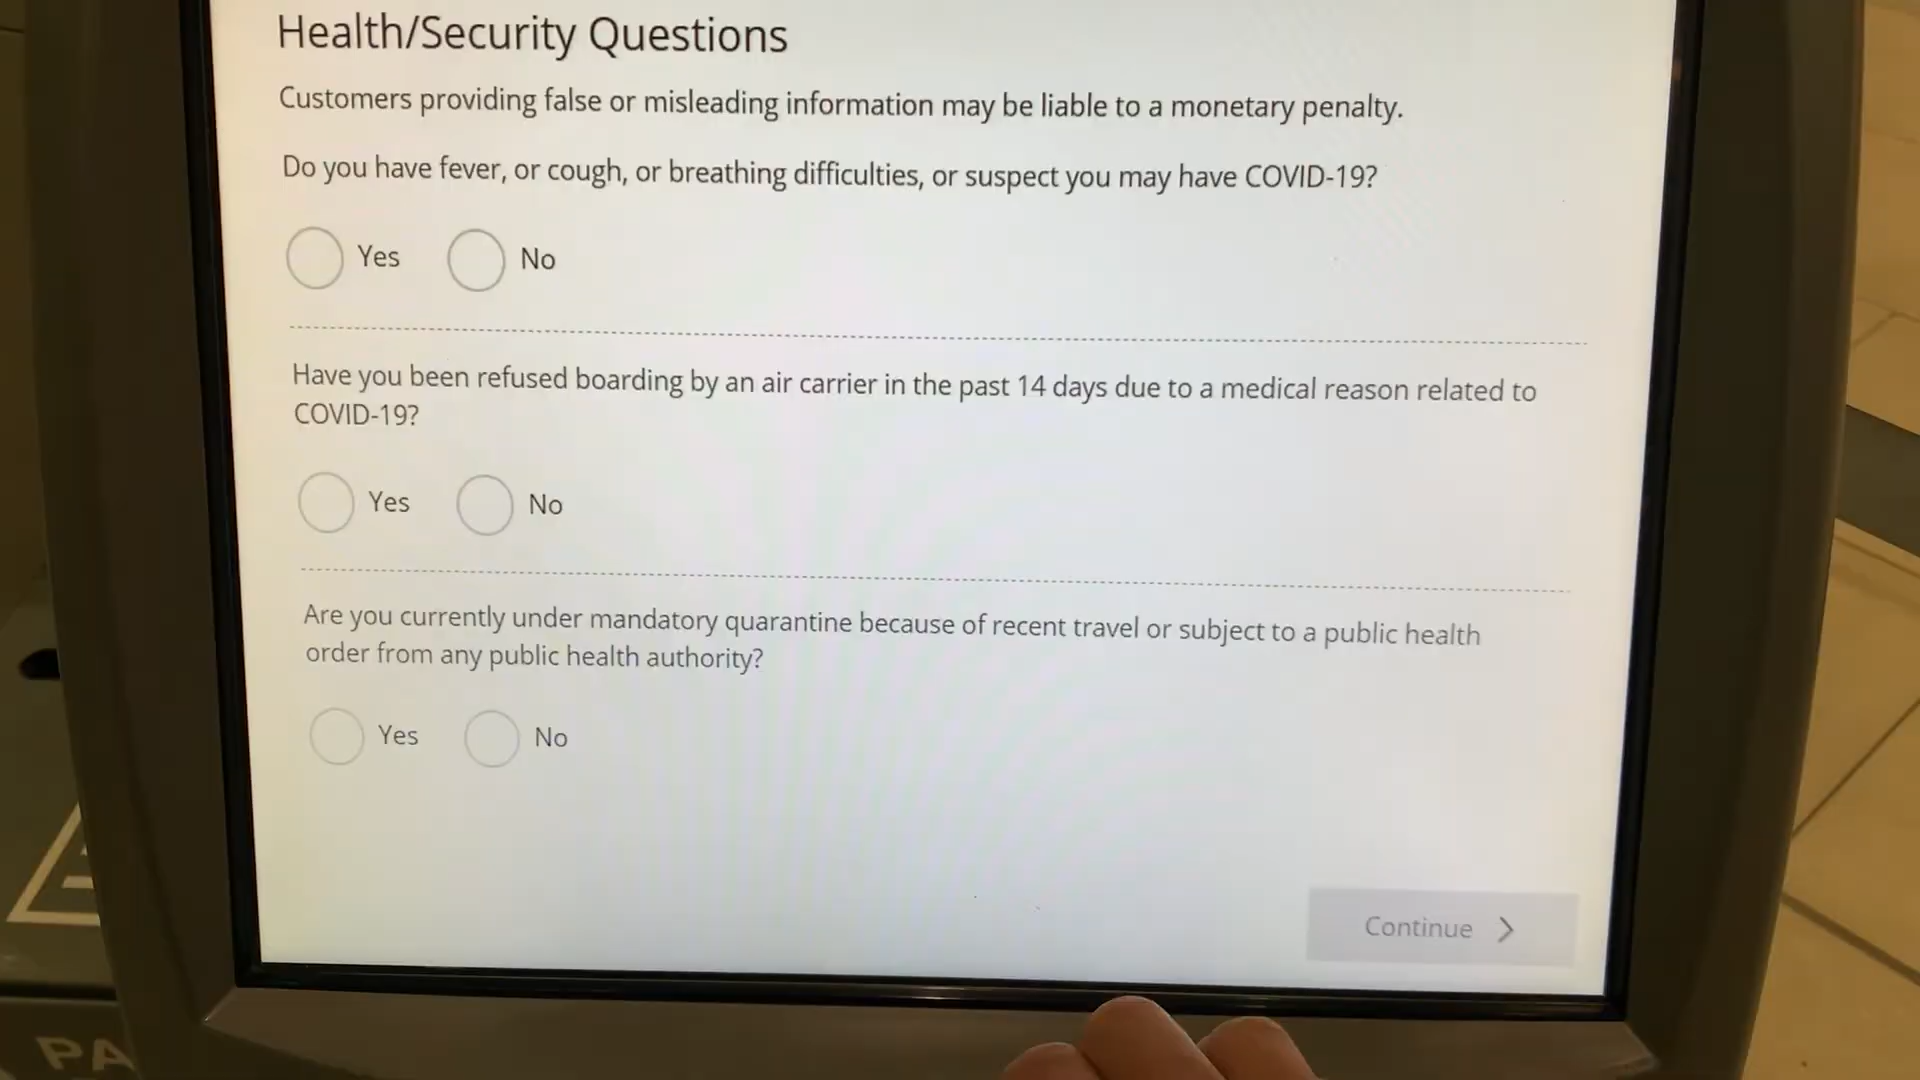 Health/Security Questions
Customers providing false or misleading information may be liable to a monetary penalty.
Do you have fever, or cough, or breathing difficulties, or suspect you may have COVID-19?
Yes No
Have you been refused boarding by an air carrier in the past 14 days due to a medical reason related to
COVID-19?
Yes No
Are you currently under mandatory quarantine because of recent travel or subject to a public health
order from any public health authority?
Yes No
Continue >
PA